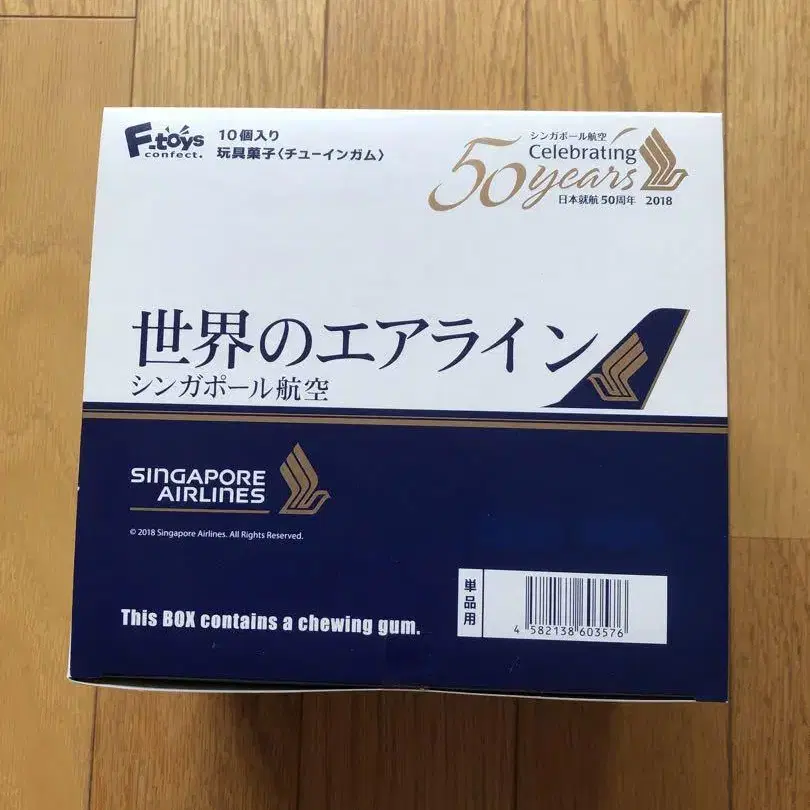 F-toys
confect.
10個入り
玩具菓子〈チューインガム〉
シンガポール航空
Celebrating
50years
日本就航50周年 2018
世界のエアライン
シンガポール航空
SINGAPORE
AIRLINES
© 2018 Singapore Airlines. All Rights Reserved.
This BOX contains a chewing gum.
単品用
4 582138 603576